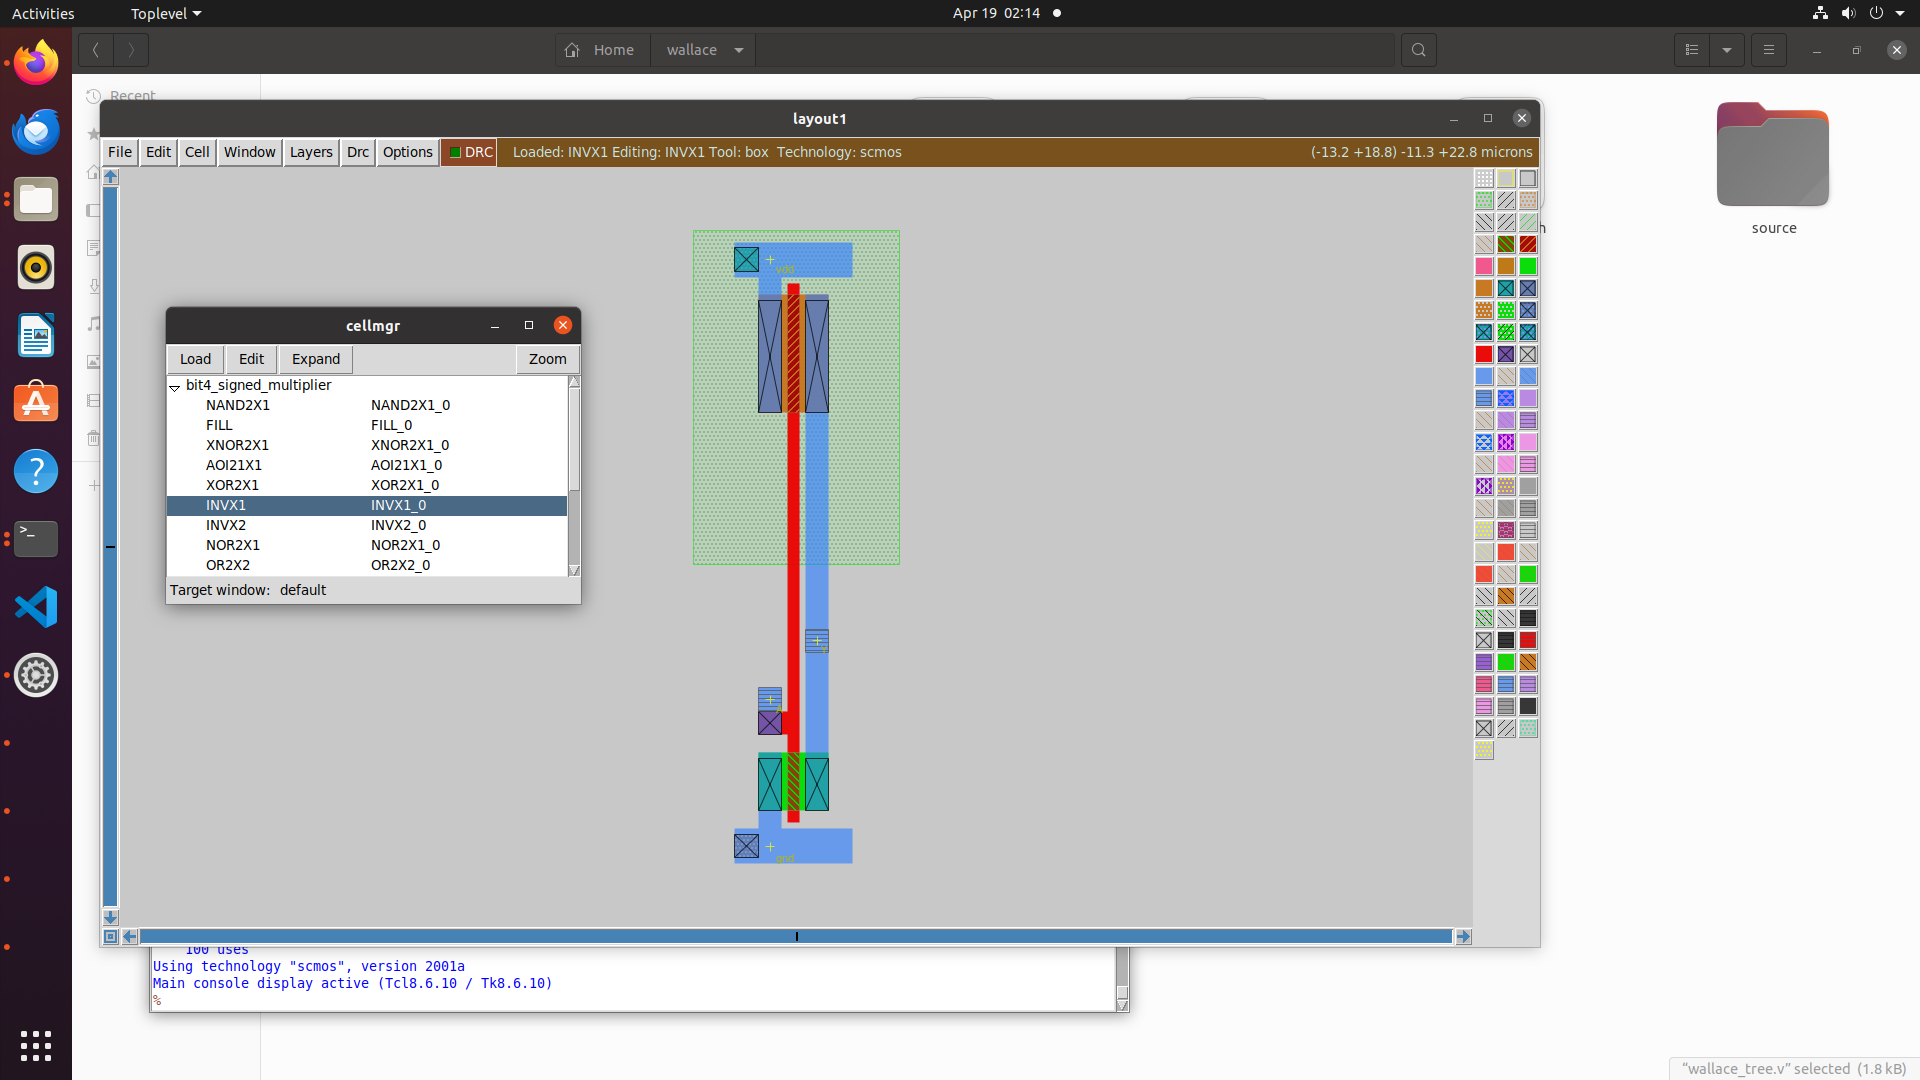 Activities
Toplevel
Apr 19 02:14
Home
wallace
Recent
layout1
File Edit Cell Window Layers Drc Options DRC Loaded: INVX1 Editing: INVX1 Tool: box Technology: scmos (-13.2 +18.8) -11.3 +22.8 microns
source
vdd
cellmgr
Load Edit Expand Zoom
bit4_signed_multiplier
NAND2X1 NAND2X1_0
FILL FILL_0
XNOR2X1 XNOR2X1_0
AOI21X1 AOI21X1_0
XOR2X1 XOR2X1_0
INVX1 INVX1_0
INVX2 INVX2_0
NOR2X1 NOR2X1_0
OR2X2 OR2X2_0
Target window: default
A
gnd
100 uses
Using technology "scmos", version 2001a
Main console display active (Tcl8.6.10 / Tk8.6.10)
%
"wallace_tree.v" selected (1.8 kB)